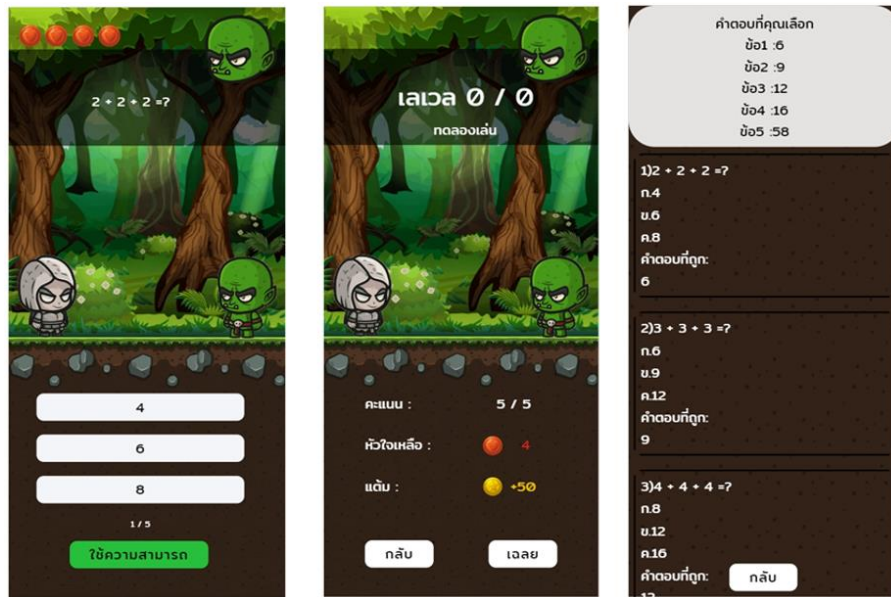 2 + 2 + 2 =?
4
6
8
1 / 5
ใช้ความสามารถ
เลเวล 0 / 0
ทดลองเล่น
คะแนน : 5 / 5
หัวใจเหลือ : 4
แต้ม : +50
กลับ
เฉลย
คำตอบที่คุณเลือก
ข้อ1 :6
ข้อ2 :9
ข้อ3 :12
ข้อ4 :16
ข้อ5 :58
1)2 + 2 + 2 =?
ก.4
ข.6
ค.8
คำตอบที่ถูก:
6
2)3 + 3 + 3 =?
ก.6
ข.9
ค.12
คำตอบที่ถูก:
9
3)4 + 4 + 4 =?
ก.8
ข.12
ค.16
คำตอบที่ถูก:
กลับ
12